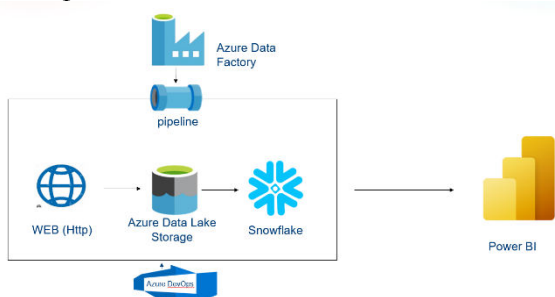 Azure Data
Factory
pipeline
WEB (Http)
Azure Data Lake
Storage
Snowflake
Power BI
Azure DevOps